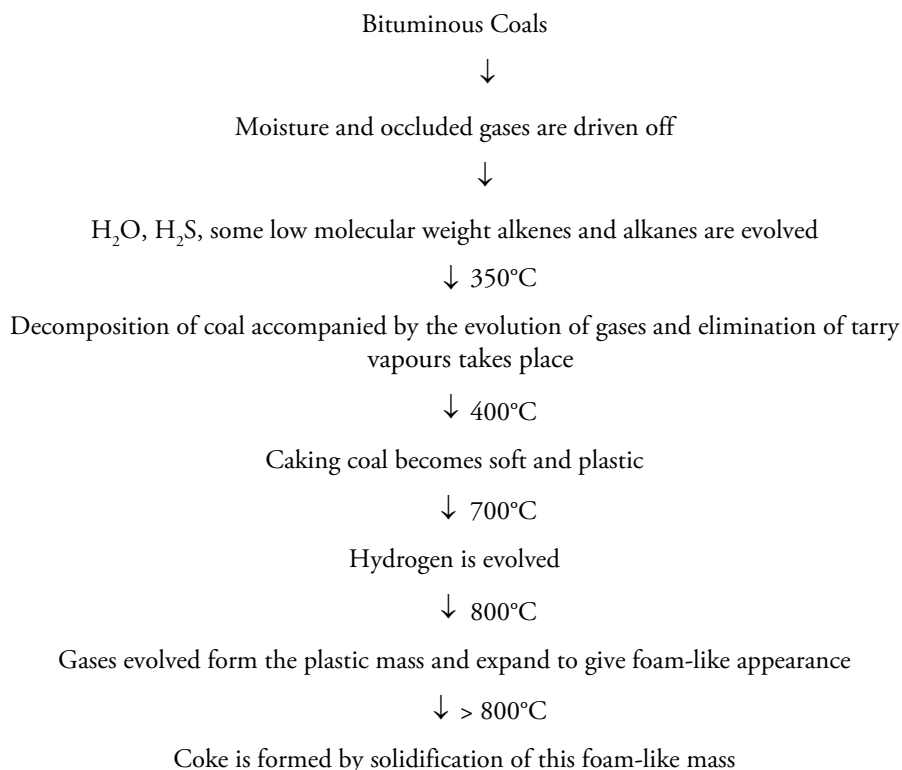 Bituminous Coals
↓
Moisture and occluded gases are driven off
↓
H₂O, H₂S, some low molecular weight alkenes and alkanes are evolved
↓ 350°C
Decomposition of coal accompanied by the evolution of gases and elimination of tarry
vapours takes place
↓ 400°C
Caking coal becomes soft and plastic
↓ 700°C
Hydrogen is evolved
↓ 800°C
Gases evolved form the plastic mass and expand to give foam-like appearance
↓ > 800°C
Coke is formed by solidification of this foam-like mass